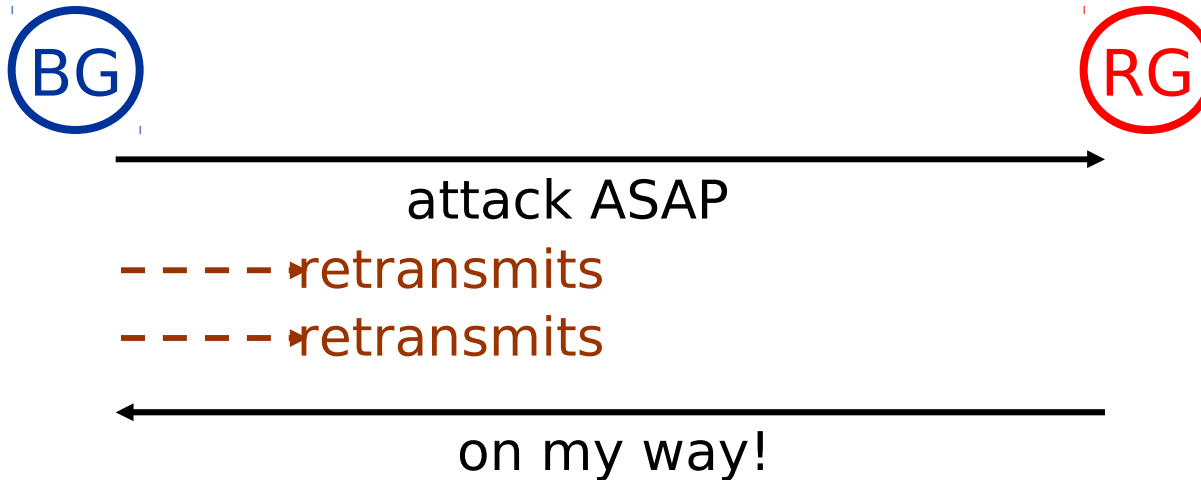 BG
RG
attack ASAP
retransmits
retransmits
on my way!